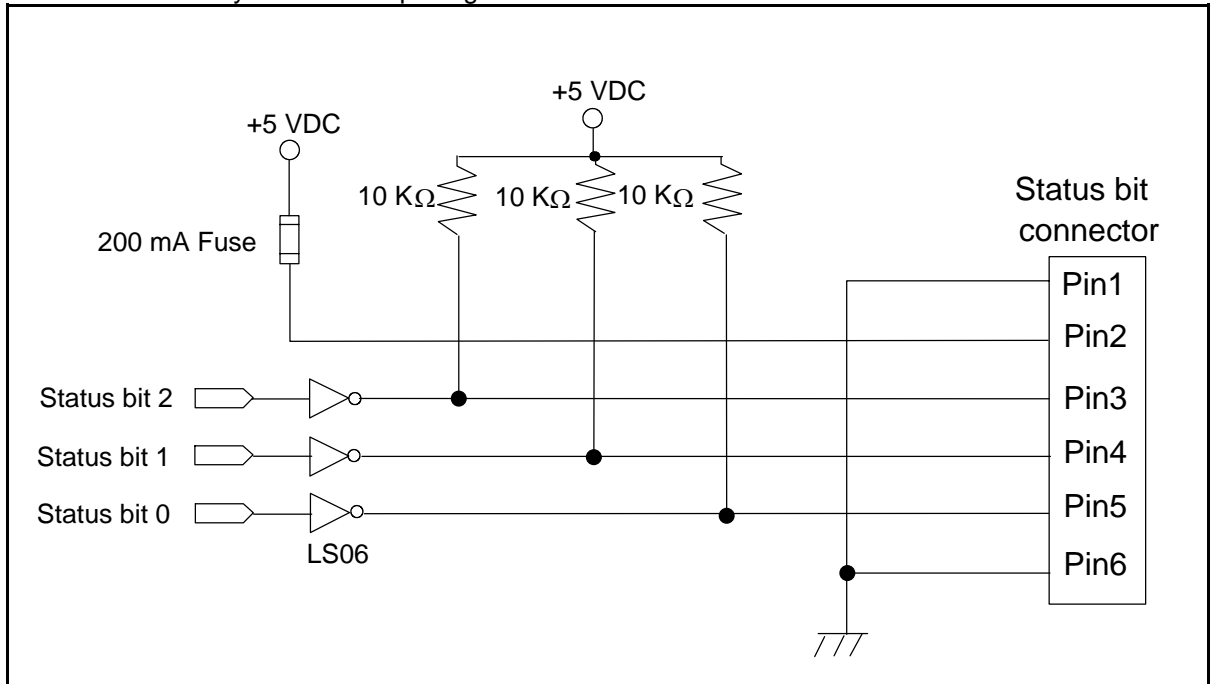 +5 VDC
+5 VDC
10 KΩ
10 KΩ
10 KΩ
200 mA Fuse
Status bit
connector
Pin1
Pin2
Status bit 2
Pin3
Status bit 1
Pin4
Status bit 0
Pin5
LS06
Pin6